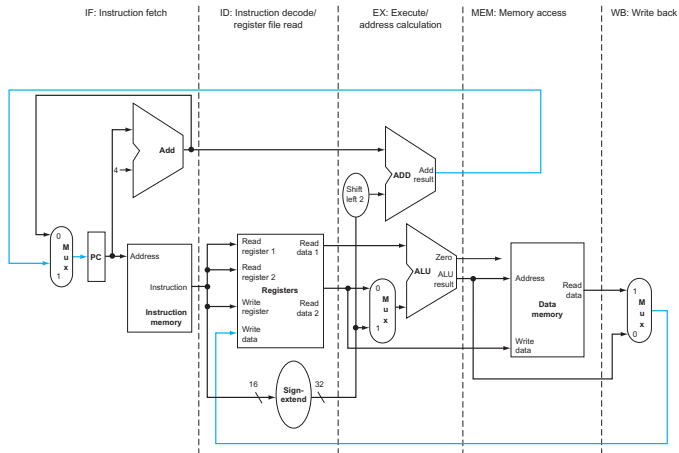 IF: Instruction fetch
ID: Instruction decode/
register file read
EX: Execute/
address calculation
MEM: Memory access
WB: Write back
Add
4
ADD
Add
result
Shift
left 2
0
M
u
x
1
PC
Address
Instruction
Instruction
memory
Read
register 1
Read
register 2
Registers
Write
register
Write
data
Read
data 1
Read
data 2
0
M
u
x
1
Zero
ALU
ALU
result
Address
Read
data
Data
memory
Write
data
1
M
u
x
0
16
Sign-
extend
32